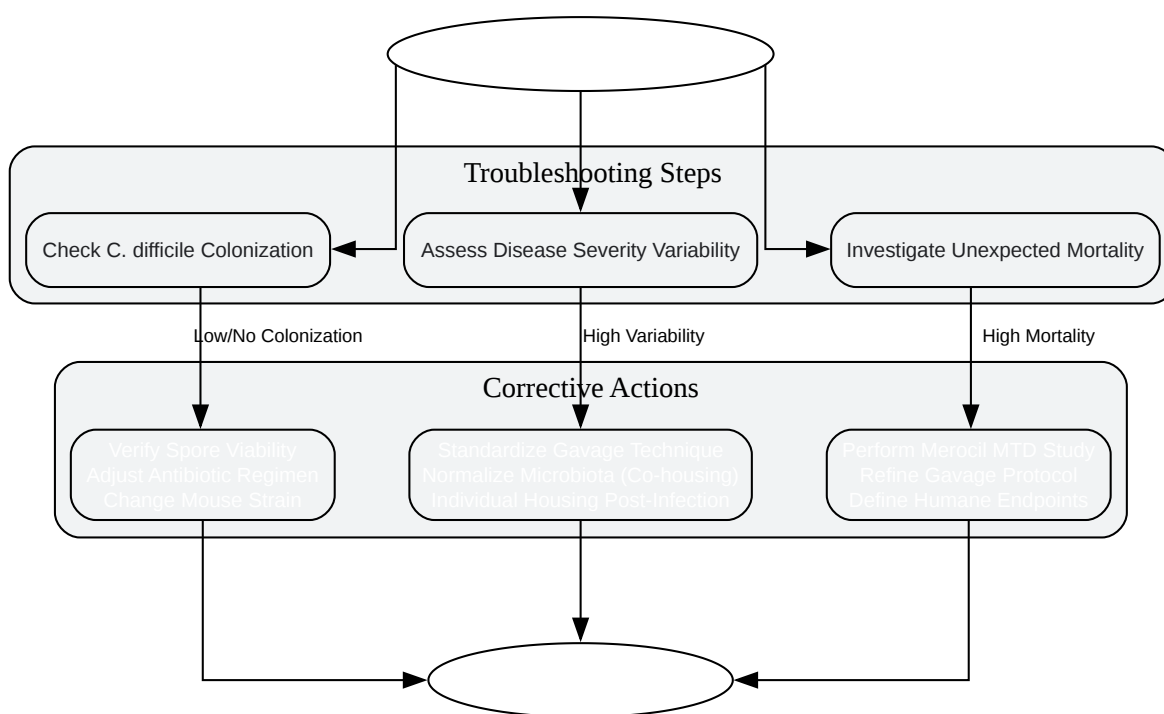 Troubleshooting Steps
Check C. difficile Colonization
Assess Disease Severity Variability
Investigate Unexpected Mortality
Low/No Colonization
High Variability
High Mortality
Corrective Actions
Verify Spore Viability
Adjust Antibiotic Regimen
Change Mouse Strain
Standardize Gavage Technique
Normalize Microbiota (Co-housing)
Individual Housing Post-Infection
Perform Merocil MTD Study
Refine Gavage Protocol
Define Humane Endpoints